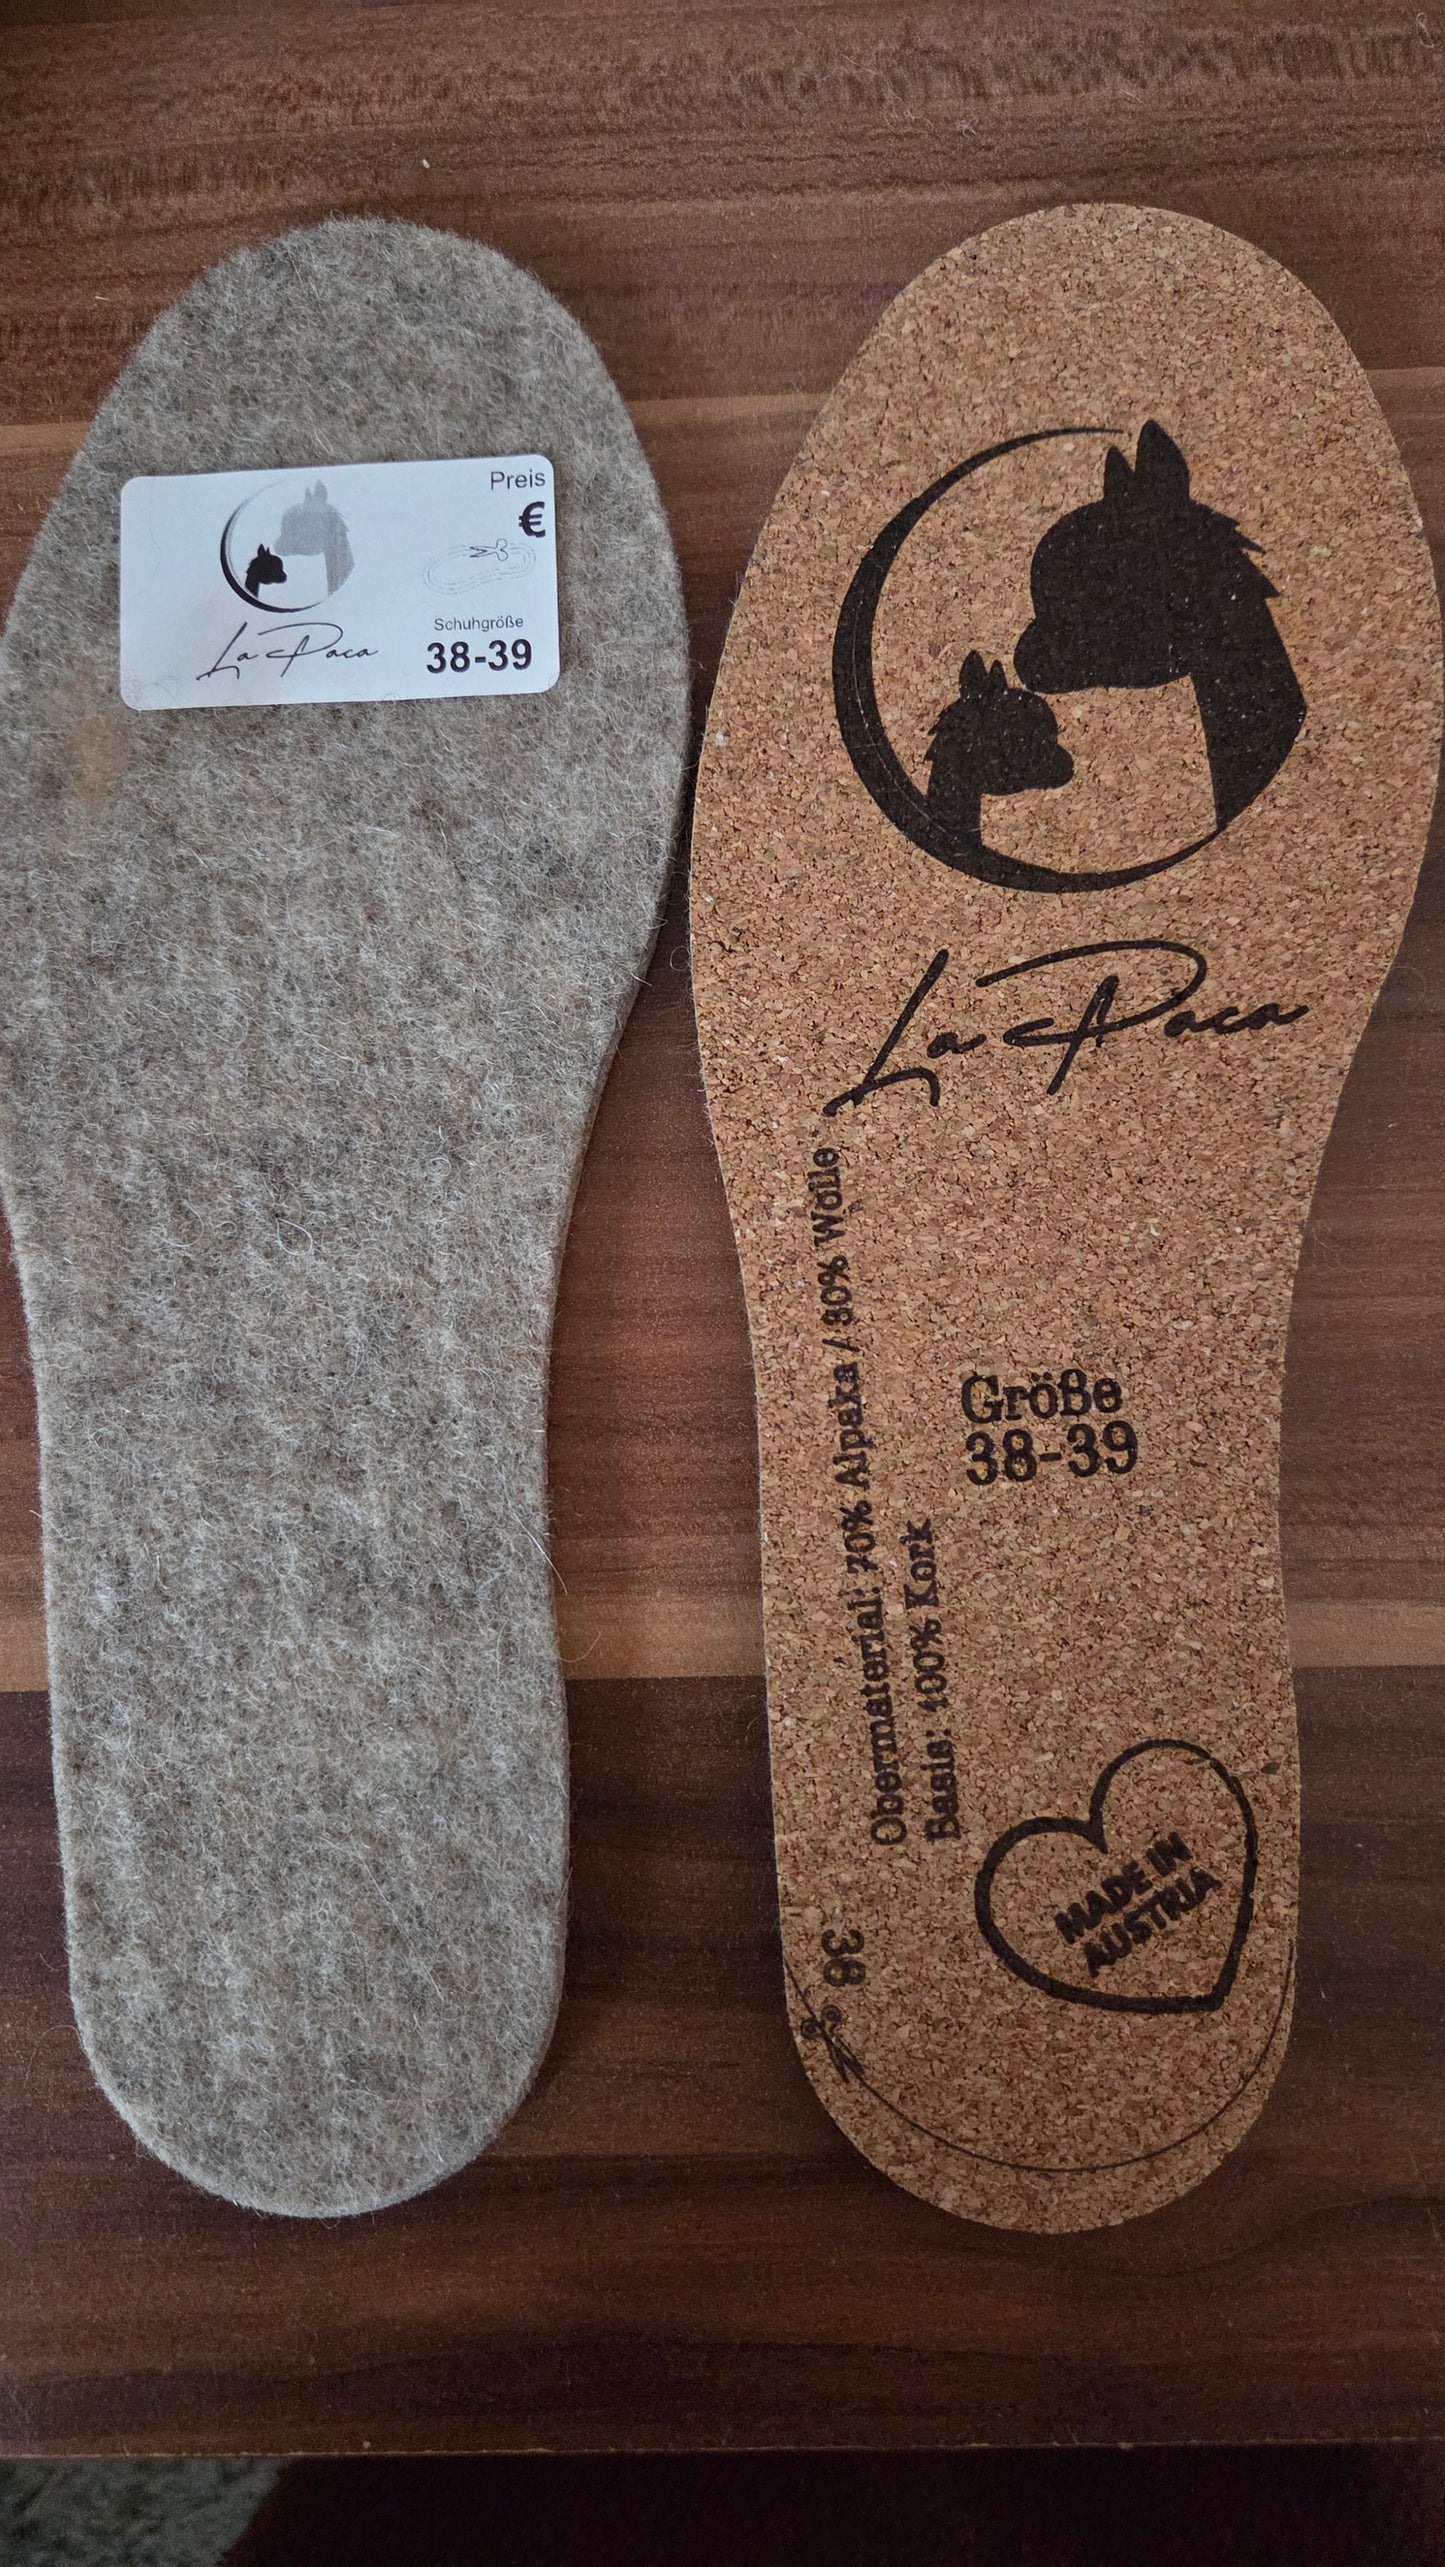 Preis
€
La Paca
Schuhgröße
38-39
La Paca
Obermaterial: 70% Alpaka / 30% Wolle
Basis: 100% Kork
Größe
38-39
MADE IN
AUSTRIA
38